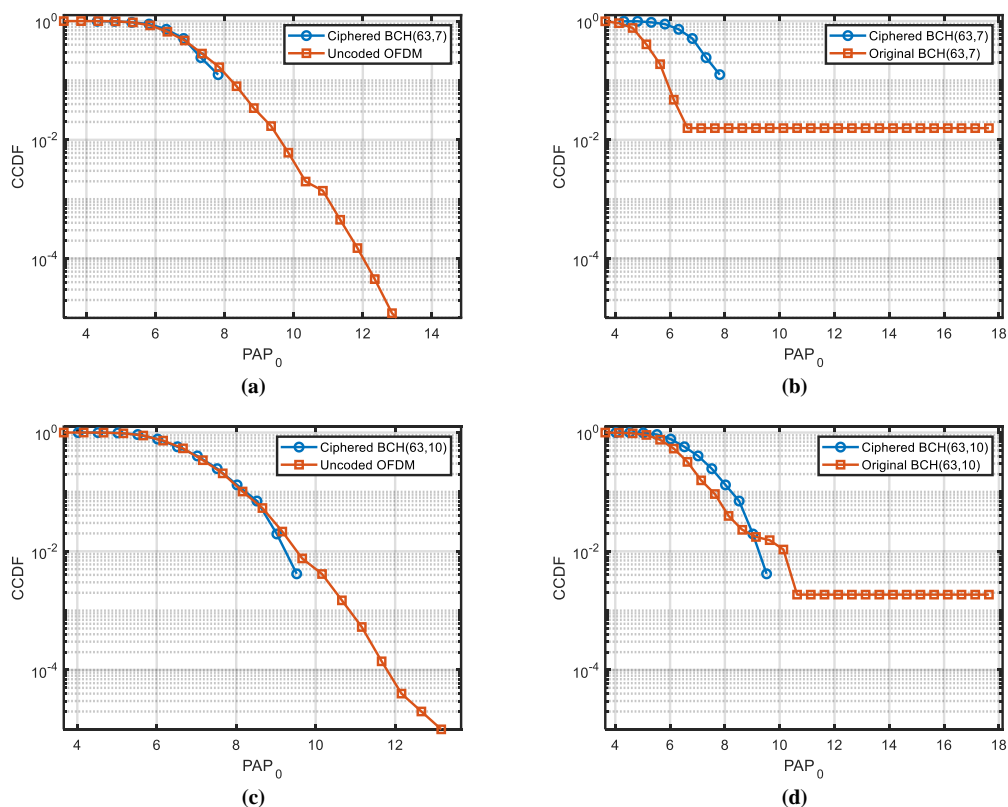 10^0
10^-2
10^-4
CCDF
Ciphered BCH(63,7)
Uncoded OFDM
4 6 8 10 12 14
PAP_0
(a)
10^0
10^-2
10^-4
CCDF
Ciphered BCH(63,7)
Original BCH(63,7)
4 6 8 10 12 14 16 18
PAP_0
(b)
10^0
10^-2
10^-4
CCDF
Ciphered BCH(63,10)
Uncoded OFDM
4 6 8 10 12
PAP_0
(c)
10^0
10^-2
10^-4
CCDF
Ciphered BCH(63,10)
Original BCH(63,10)
4 6 8 10 12 14 16 18
PAP_0
(d)